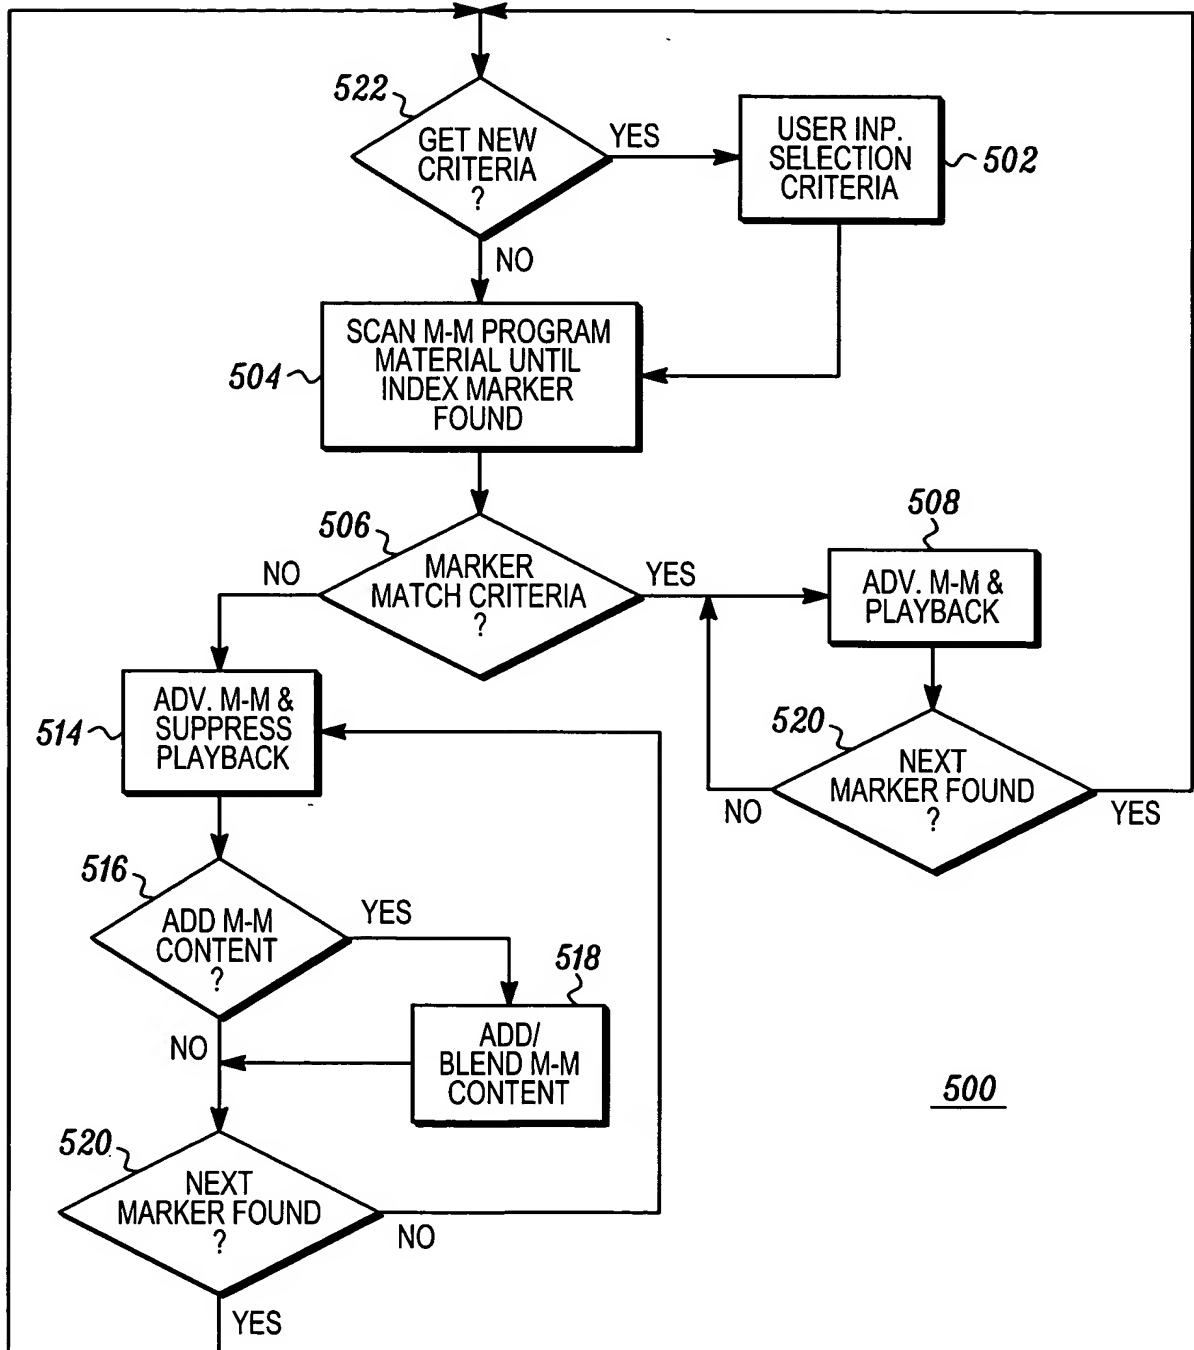 522
GET NEW
CRITERIA
?
YES
USER INP.
SELECTION
CRITERIA
502
NO
SCAN M-M PROGRAM
MATERIAL UNTIL
INDEX MARKER
FOUND
504
506
MARKER
MATCH CRITERIA
?
NO
YES
508
ADV. M-M &
PLAYBACK
514
ADV. M-M &
SUPPRESS
PLAYBACK
520
NEXT
MARKER FOUND
?
NO
YES
516
ADD M-M
CONTENT
?
YES
518
ADD/
BLEND M-M
CONTENT
NO
500
520
NEXT
MARKER FOUND
?
NO
YES